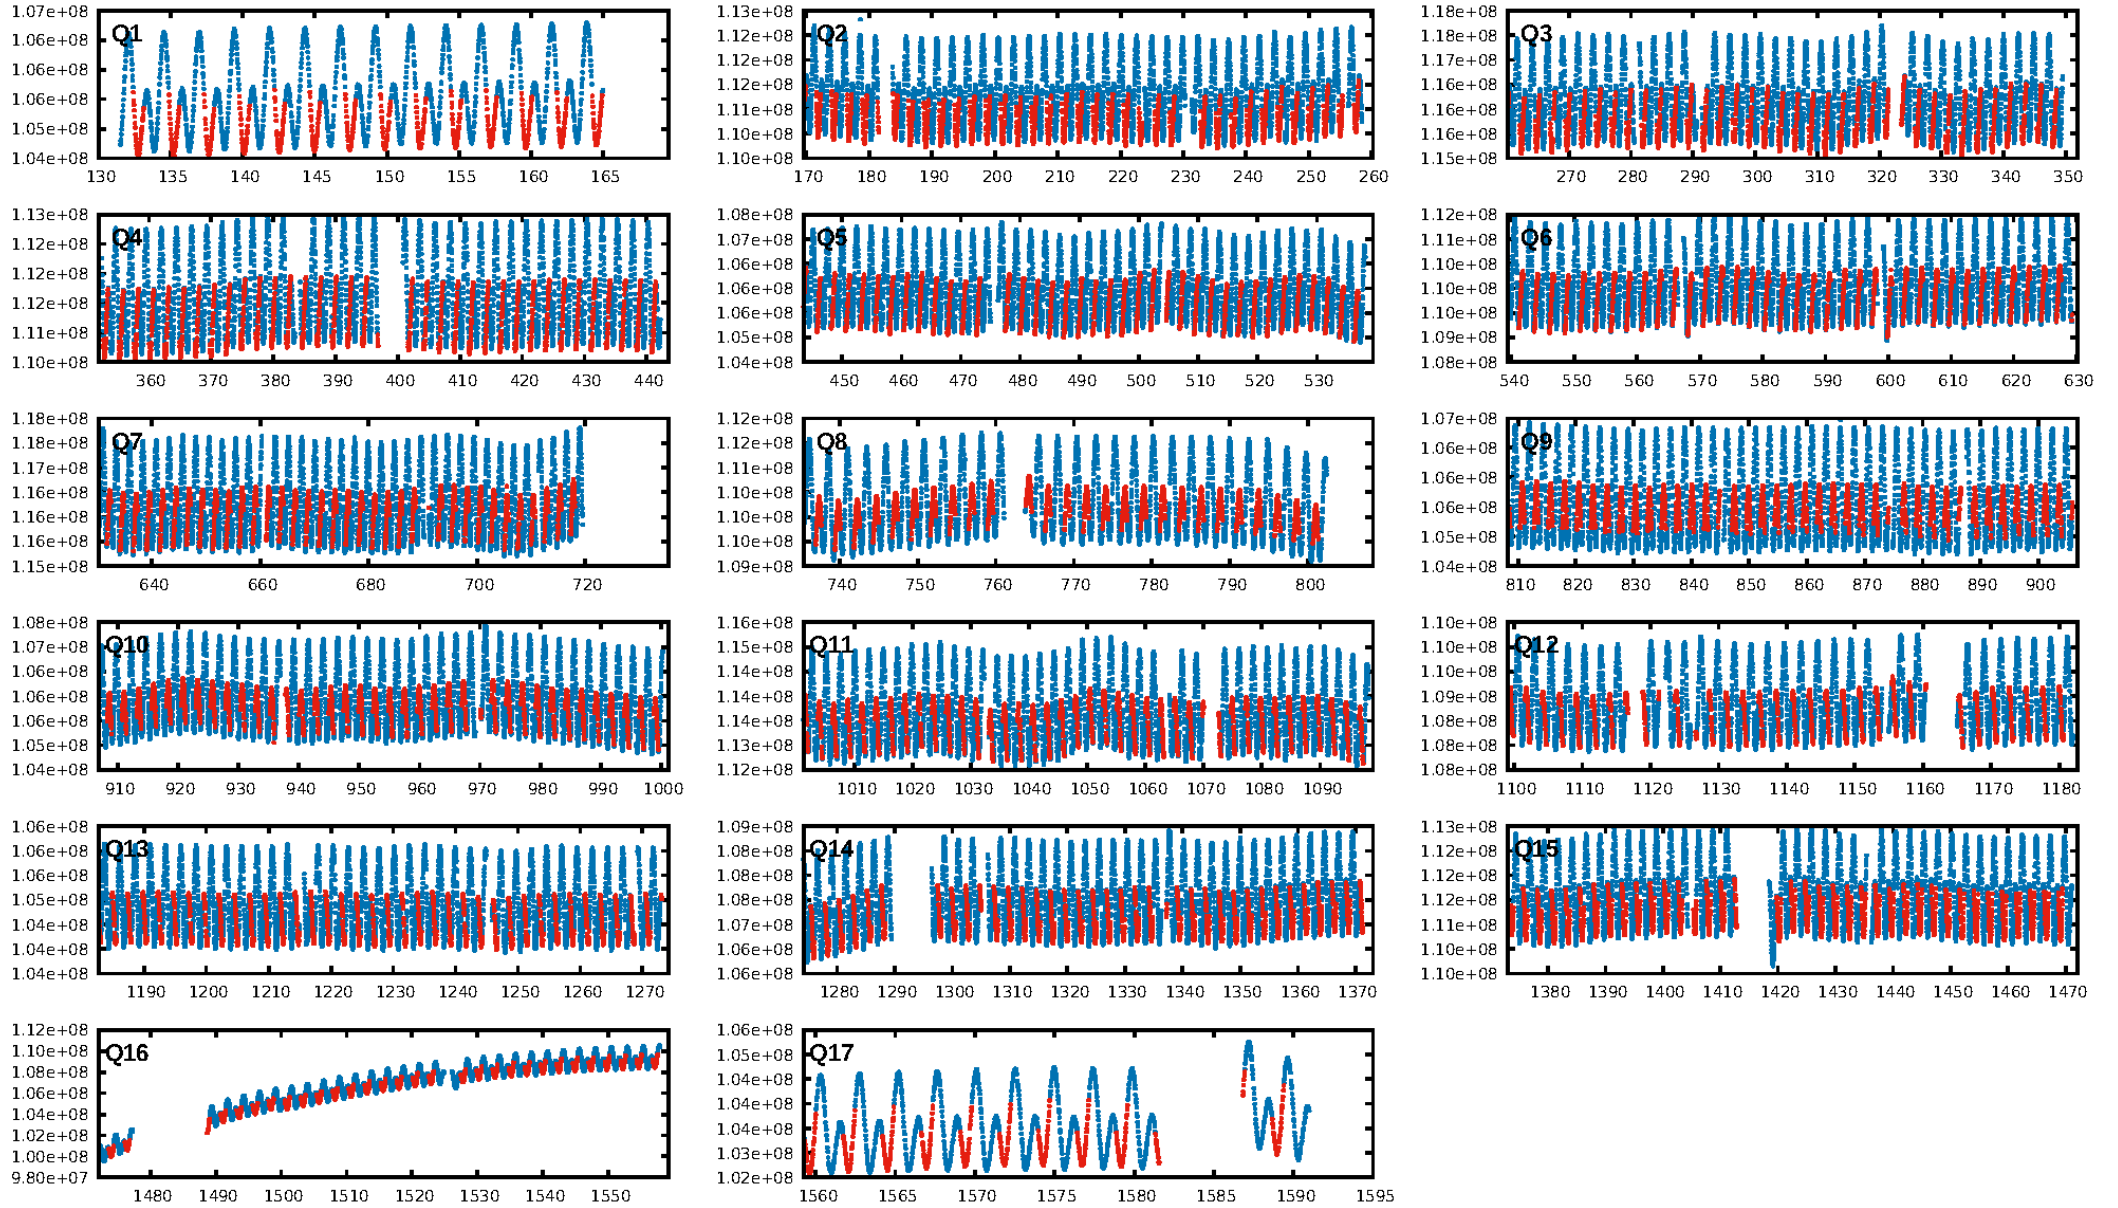 1.07e+08 1.06e+08 1.06e+08 1.06e+08 1.05e+08 1.04e+08
Q1
130 135 140 145 150 155 160 165
1.13e+08 1.12e+08 1.12e+08 1.12e+08 1.11e+08 1.10e+08 1.10e+08
Q2
170 180 190 200 210 220 230 240 250 260
1.18e+08 1.18e+08 1.17e+08 1.16e+08 1.16e+08 1.16e+08 1.15e+08
Q3
270 280 290 300 310 320 330 340 350
1.13e+08 1.12e+08 1.12e+08 1.12e+08 1.11e+08 1.10e+08
Q4
360 370 380 390 400 410 420 430 440
1.08e+08 1.07e+08 1.06e+08 1.06e+08 1.06e+08 1.05e+08 1.04e+08
Q5
450 460 470 480 490 500 510 520 530
1.12e+08 1.11e+08 1.10e+08 1.10e+08 1.10e+08 1.09e+08 1.08e+08
Q6
540 550 560 570 580 590 600 610 620 630
1.18e+08 1.18e+08 1.17e+08 1.16e+08 1.16e+08 1.16e+08 1.15e+08
Q7
640 660 680 700 720
1.12e+08 1.12e+08 1.11e+08 1.10e+08 1.10e+08 1.10e+08 1.09e+08
Q8
740 750 760 770 780 790 800
1.07e+08 1.06e+08 1.06e+08 1.06e+08 1.06e+08 1.05e+08 1.04e+08
Q9
810 820 830 840 850 860 870 880 890 900
1.08e+08 1.07e+08 1.06e+08 1.06e+08 1.06e+08 1.05e+08 1.04e+08
Q10
910 920 930 940 950 960 970 980 990 1000
1.16e+08 1.15e+08 1.14e+08 1.14e+08 1.14e+08 1.13e+08 1.12e+08
Q11
1010 1020 1030 1040 1050 1060 1070 1080 1090
1.10e+08 1.10e+08 1.10e+08 1.09e+08 1.08e+08 1.08e+08 1.08e+08
Q12
1100 1110 1120 1130 1140 1150 1160 1170 1180
1.06e+08 1.06e+08 1.06e+08 1.05e+08 1.04e+08 1.04e+08 1.04e+08
Q13
1190 1200 1210 1220 1230 1240 1250 1260 1270
1.09e+08 1.08e+08 1.08e+08 1.08e+08 1.07e+08 1.06e+08 1.06e+08
Q14
1280 1290 1300 1310 1320 1330 1340 1350 1360 1370
1.13e+08 1.12e+08 1.12e+08 1.12e+08 1.11e+08 1.10e+08 1.10e+08
Q15
1380 1390 1400 1410 1420 1430 1440 1450 1460 1470
1.12e+08 1.10e+08 1.08e+08 1.06e+08 1.04e+08 1.02e+08 1.00e+08 9.80e+07
Q16
1480 1490 1500 1510 1520 1530 1540 1550
1.06e+08 1.05e+08 1.04e+08 1.04e+08 1.04e+08 1.03e+08 1.02e+08
Q17
1560 1565 1570 1575 1580 1585 1590 1595